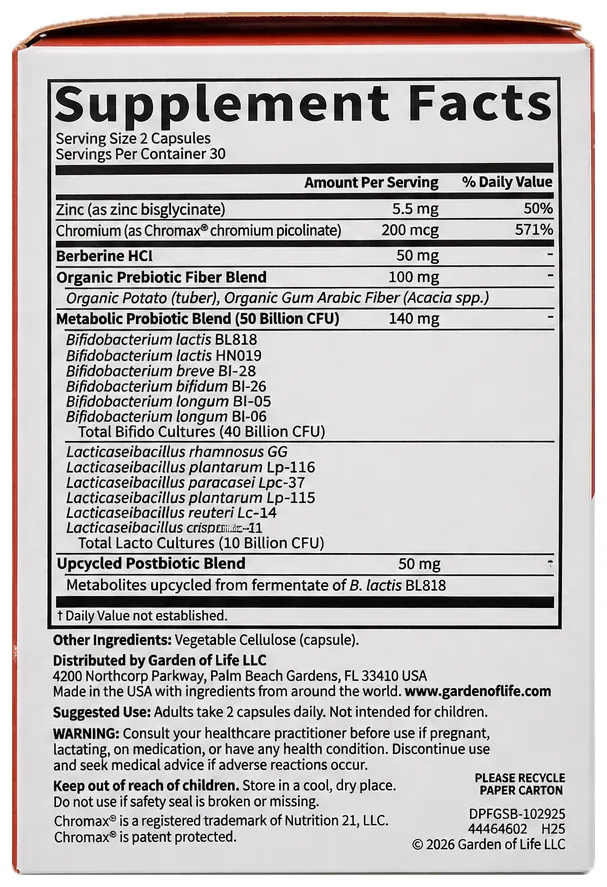 Supplement Facts
Serving Size 2 Capsules
Servings Per Container 30
Amount Per Serving % Daily Value
Zinc (as zinc bisglycinate) 5.5 mg 50%
Chromium (as Chromax® chromium picolinate) 200 mcg 571%
Berberine HCl 50 mg -
Organic Prebiotic Fiber Blend 100 mg -
Organic Potato (tuber), Organic Gum Arabic Fiber (Acacia spp.)
Metabolic Probiotic Blend (50 Billion CFU) 140 mg -
Bifidobacterium lactis BL818
Bifidobacterium lactis HN019
Bifidobacterium breve BI-28
Bifidobacterium bifidum BI-26
Bifidobacterium longum BI-05
Bifidobacterium longum BI-06
Total Bifido Cultures (40 Billion CFU)
Lacticaseibacillus rhamnosus GG
Lacticaseibacillus plantarum Lp-116
Lacticaseibacillus paracasei Lpc-37
Lacticaseibacillus plantarum Lp-115
Lacticaseibacillus reuteri Lc-14
Lacticaseibacillus
Total Lacto Cultures (10 Billion CFU)
Upcycled Postbiotic Blend 50 mg
Metabolites upcycled from fermentate of B. lactis BL818
† Daily Value not established.
Other Ingredients: Vegetable Cellulose (capsule).
Distributed by Garden of Life LLC
4200 Northcorp Parkway, Palm Beach Gardens, FL 33410 USA
Made in the USA with ingredients from around the world. www.gardenoflife.com
Suggested Use: Adults take 2 capsules daily. Not intended for children.
WARNING: Consult your healthcare practitioner before use if pregnant,
lactating, on medication, or have any health condition. Discontinue use
and seek medical advice if adverse reactions occur.
Keep out of reach of children. Store in a cool, dry place.
Do not use if safety seal is broken or missing.
Chromax® is a registered trademark of Nutrition 21, LLC.
Chromax® is patent protected.
PLEASE RECYCLE
PAPER CARTON
DPFGSB-102925
44464602 H25
© 2026 Garden of Life LLC